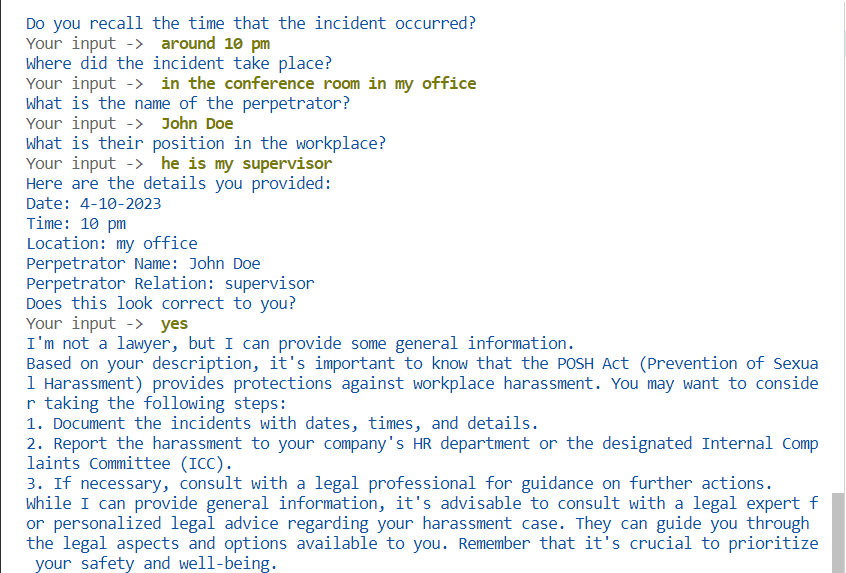 Do you recall the time that the incident occurred?
Your input ->  around 10 pm
Where did the incident take place?
Your input ->  in the conference room in my office
What is the name of the perpetrator?
Your input ->  John Doe
What is their position in the workplace?
Your input ->  he is my supervisor
Here are the details you provided:
Date: 4-10-2023
Time: 10 pm
Location: my office
Perpetrator Name: John Doe
Perpetrator Relation: supervisor
Does this look correct to you?
Your input ->  yes
I'm not a lawyer, but I can provide some general information.
Based on your description, it's important to know that the POSH Act (Prevention of Sexua
l Harassment) provides protections against workplace harassment. You may want to conside
r taking the following steps:
1. Document the incidents with dates, times, and details.
2. Report the harassment to your company's HR department or the designated Internal Comp
laints Committee (ICC).
3. If necessary, consult with a legal professional for guidance on further actions.
While I can provide general information, it's advisable to consult with a legal expert f
or personalized legal advice regarding your harassment case. They can guide you through
the legal aspects and options available to you. Remember that it's crucial to prioritize
 your safety and well-being.